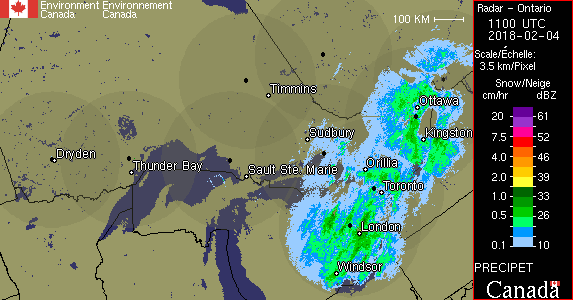 Environment Environnement
Canada Canada
100 KM
Timmins
Ottawa
Sudbury
Kingston
Dryden
Thunder Bay
Sault Ste. Marie
Orillia
Toronto
London
Windsor
Radar - Ontario
1100 UTC
2018-02-04
Scale/Échelle:
3.5 km/Pixel
Snow/Neige
cm/hr dBZ
20 61
7.5 52
4.0 46
2.0 39
1.0 33
0.5 26
0.1 10
PRECIPET
Canada